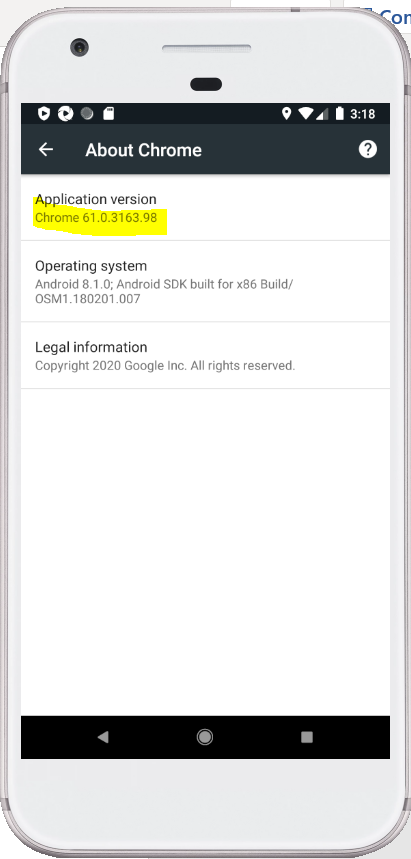 Con
3:18
About Chrome
Application version
Chrome 61.0.3163.98
Operating system
Android 8.1.0; Android SDK built for x86 Build/
OSM1.180201.007
Legal information
Copyright 2020 Google Inc. All rights reserved.